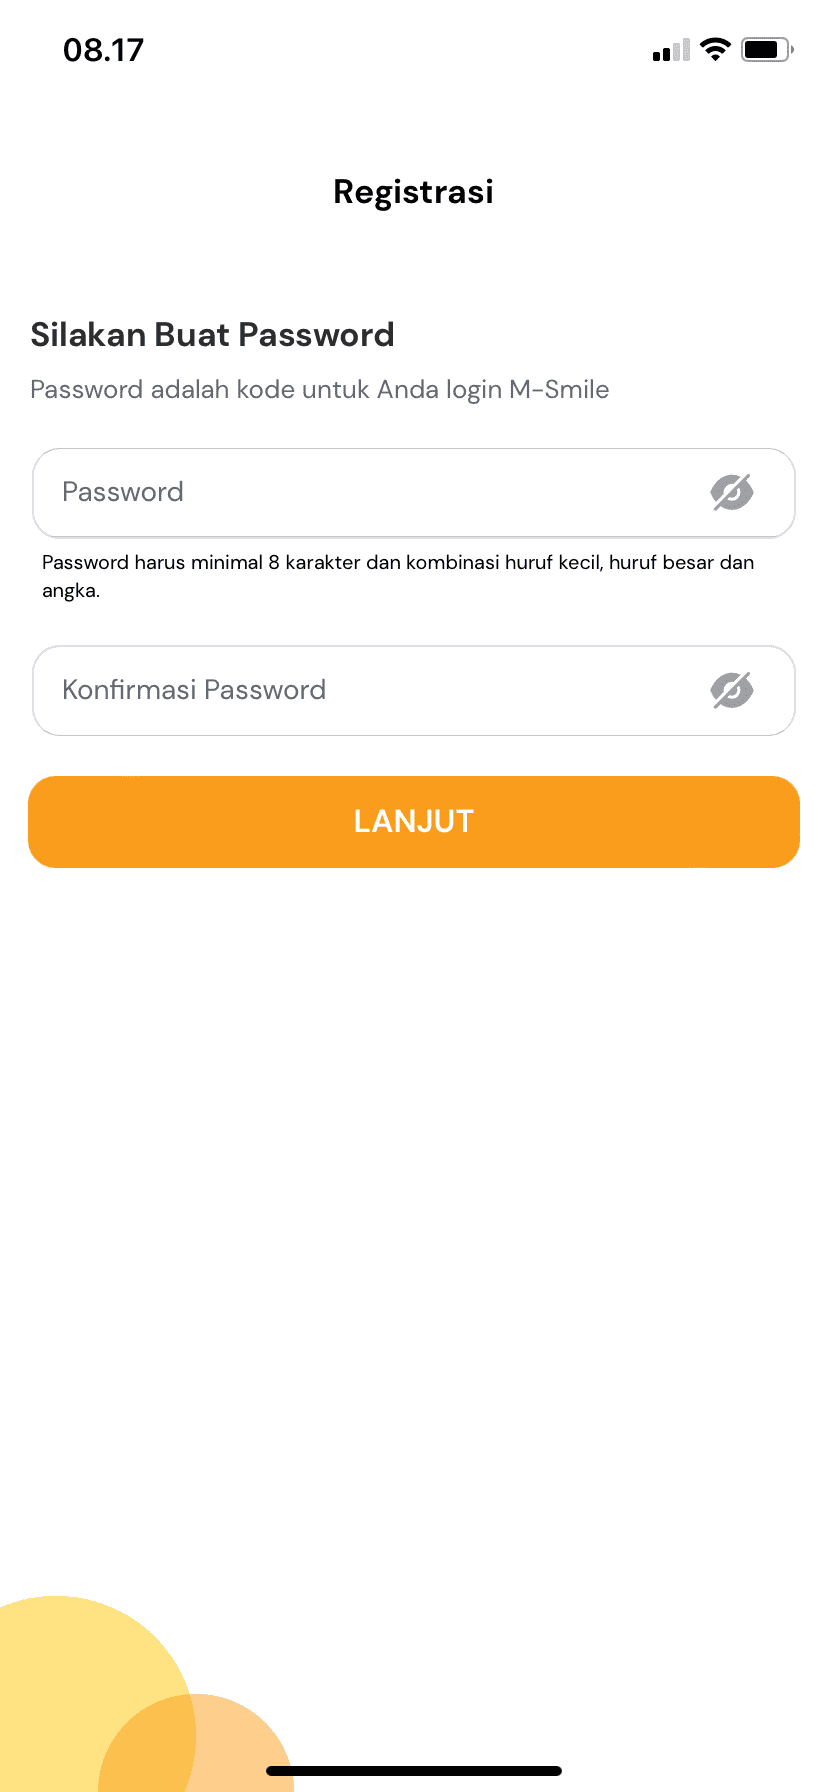 08.17
Registrasi
Silakan Buat Password
Password adalah kode untuk Anda login M-Smile
Password
Password harus minimal 8 karakter dan kombinasi huruf kecil, huruf besar dan
angka.
Konfirmasi Password
LANJUT